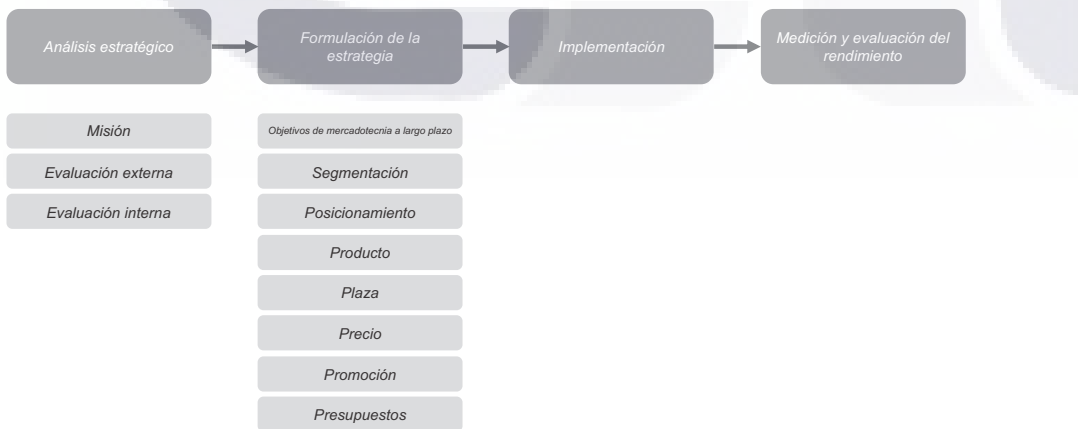 Análisis estratégico
Formulación de la
estrategia
Implementación
Medición y evaluación del
rendimiento
Misión
Evaluación externa
Evaluación interna
Objetivos de mercadotecnia a largo plazo
Segmentación
Posicionamiento
Producto
Plaza
Precio
Promoción
Presupuestos